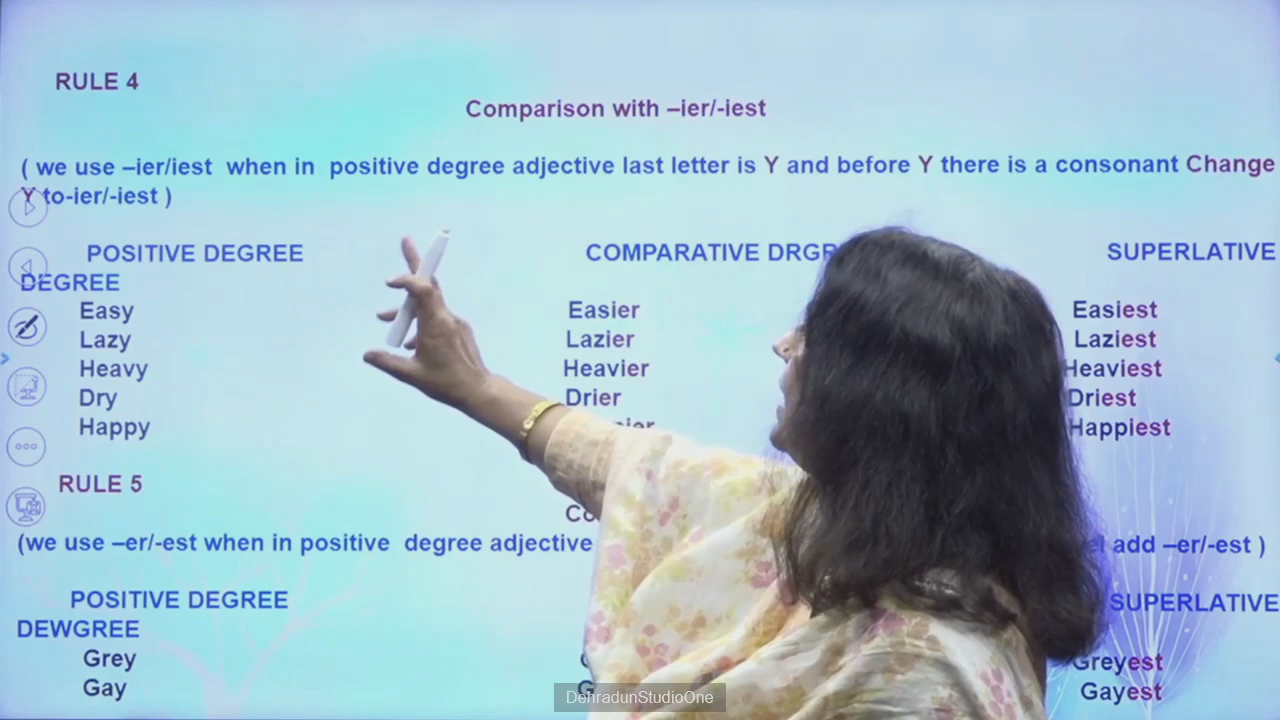 RULE 4
Comparison with –ier/-iest
( we use –ier/iest when in positive degree adjective last letter is Y and before Y there is a consonant Change
Y to-ier/-iest )
POSITIVE DEGREE COMPARATIVE SUPERLATIVE
DEGREE
Easy Easier Easiest
Lazy Lazier Laziest
Heavy Heavier Heaviest
Dry Drier Driest
Happy Happiest
RULE 5
(we use –er/-est when in positive degree adjective add –er/-est )
POSITIVE DEGREE SUPERLATIVE
DEWGREE
Grey Greyest
Gay Gayest
DehradunStudioOne